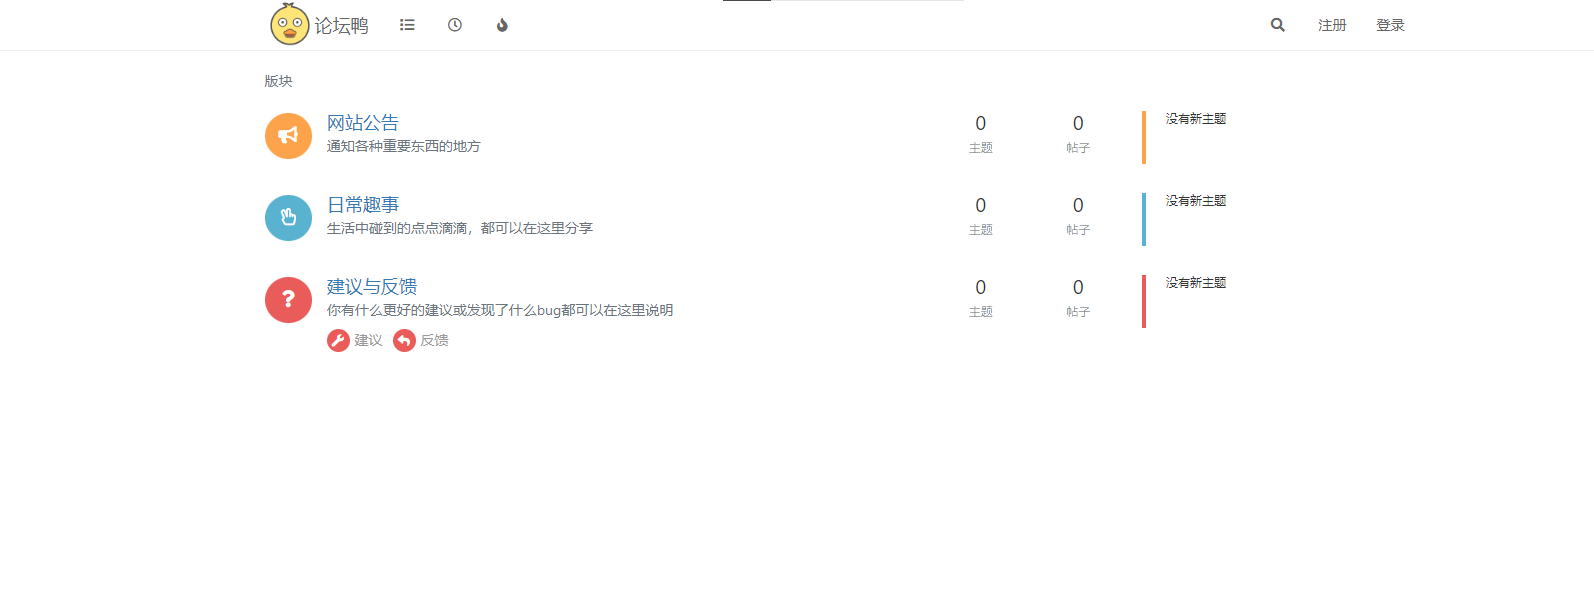 论坛鸭
注册 登录
版块
网站公告
通知各种重要东西的地方
0 主题
0 帖子
没有新主题
日常趣事
生活中碰到的点点滴滴，都可以在这里分享
0 主题
0 帖子
没有新主题
建议与反馈
你有什么更好的建议或发现了什么bug都可以在这里说明
建议 反馈
0 主题
0 帖子
没有新主题